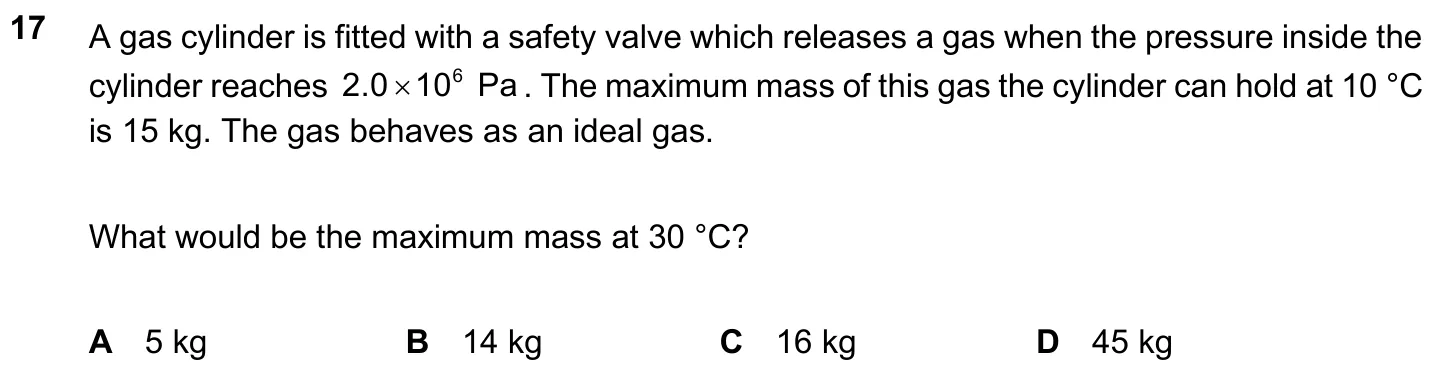 17 A gas cylinder is fitted with a safety valve which releases a gas when the pressure inside the
cylinder reaches 2.0 × 10⁶ Pa. The maximum mass of this gas the cylinder can hold at 10 °C
is 15 kg. The gas behaves as an ideal gas.
What would be the maximum mass at 30 °C?
A 5 kg B 14 kg C 16 kg D 45 kg